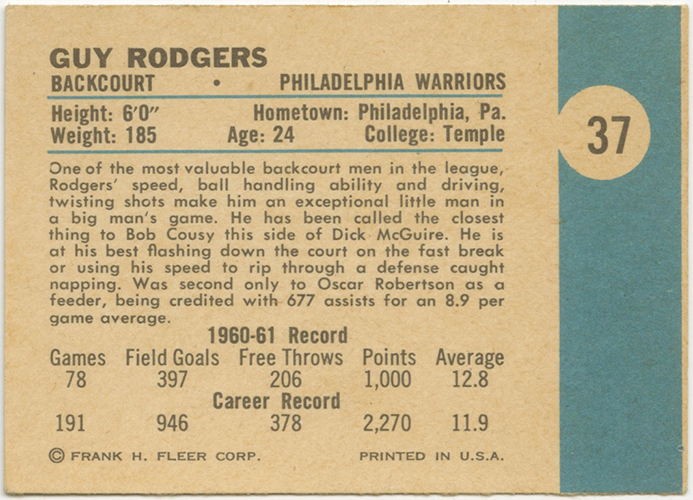 GUY RODGERS
BACKCOURT • PHILADELPHIA WARRIORS
Height: 6'0" Hometown: Philadelphia, Pa.
Weight: 185 Age: 24 College: Temple
37
One of the most valuable backcourt men in the league,
Rodgers' speed, ball handling ability and driving,
twisting shots make him an exceptional little man in
a big man's game. He has been called the closest
thing to Bob Cousy this side of Dick McGuire. He is
at his best flashing down the court on the fast break
or using his speed to rip through a defense caught
napping. Was second only to Oscar Robertson as a
feeder, being credited with 677 assists for an 8.9 per
game average.
1960-61 Record
Games Field Goals Free Throws Points Average
78 397 206 1,000 12.8
Career Record
191 946 378 2,270 11.9
© FRANK H. FLEER CORP. PRINTED IN U.S.A.